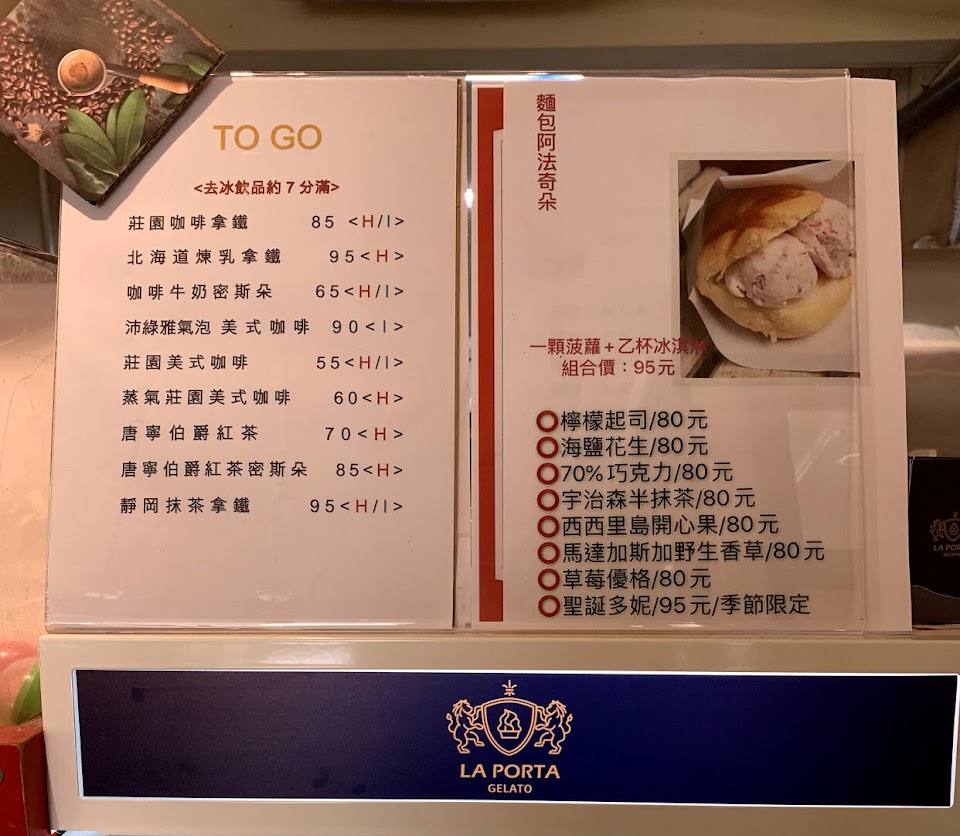 TO GO
<去冰飲品約7分滿>
莊園咖啡拿鐵 85 <H/I>
北海道煉乳拿鐵 95<H>
咖啡牛奶密斯朵 65<H/I>
沛綠雅氣泡 美式咖啡 90<I>
莊園美式咖啡 55<H/I>
蒸氣莊園美式咖啡 60<H>
唐寧伯爵紅茶 70<H>
唐寧伯爵紅茶密斯朵 85<H>
靜岡抹茶拿鐵 95<H/I>
麵包阿法奇朵
一顆菠蘿+乙杯冰淇淋
組合價:95元
檸檬起司/80元
海鹽花生/80元
70%巧克力/80元
宇治森半抹茶/80元
西西里島開心果/80元
馬達加斯加野生香草/80元
草莓優格/80元
聖誕多妮/95元/季節限定
LA PORTA
GELATO
LA POR
GELATO